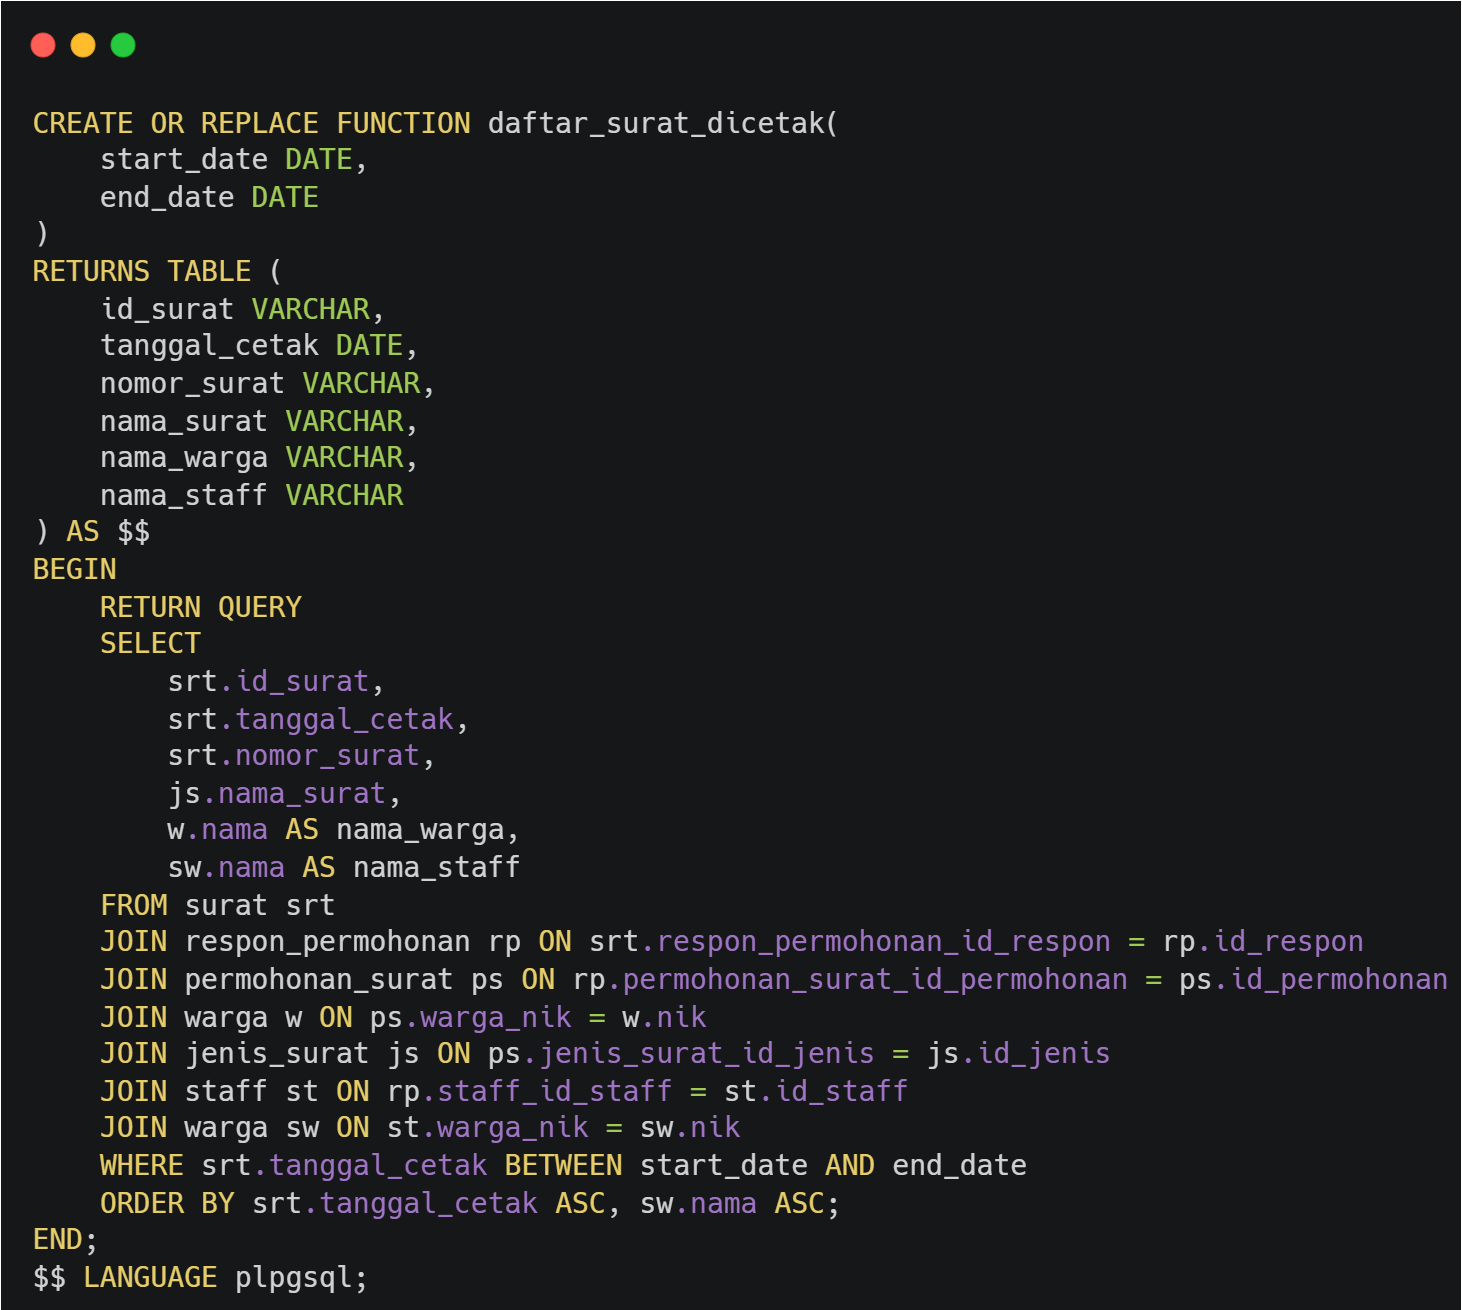 CREATE OR REPLACE FUNCTION daftar_surat_dicetak(
    start_date DATE,
    end_date DATE
)
RETURNS TABLE (
    id_surat VARCHAR,
    tanggal_cetak DATE,
    nomor_surat VARCHAR,
    nama_surat VARCHAR,
    nama_warga VARCHAR,
    nama_staff VARCHAR
) AS $$
BEGIN
    RETURN QUERY
    SELECT
        srt.id_surat,
        srt.tanggal_cetak,
        srt.nomor_surat,
        js.nama_surat,
        w.nama AS nama_warga,
        sw.nama AS nama_staff
    FROM surat srt
    JOIN respon_permohonan rp ON srt.respon_permohonan_id_respon = rp.id_respon
    JOIN permohonan_surat ps ON rp.permohonan_surat_id_permohonan = ps.id_permohonan
    JOIN warga w ON ps.warga_nik = w.nik
    JOIN jenis_surat js ON ps.jenis_surat_id_jenis = js.id_jenis
    JOIN staff st ON rp.staff_id_staff = st.id_staff
    JOIN warga sw ON st.warga_nik = sw.nik
    WHERE srt.tanggal_cetak BETWEEN start_date AND end_date
    ORDER BY srt.tanggal_cetak ASC, sw.nama ASC;
END;
$$ LANGUAGE plpgsql;